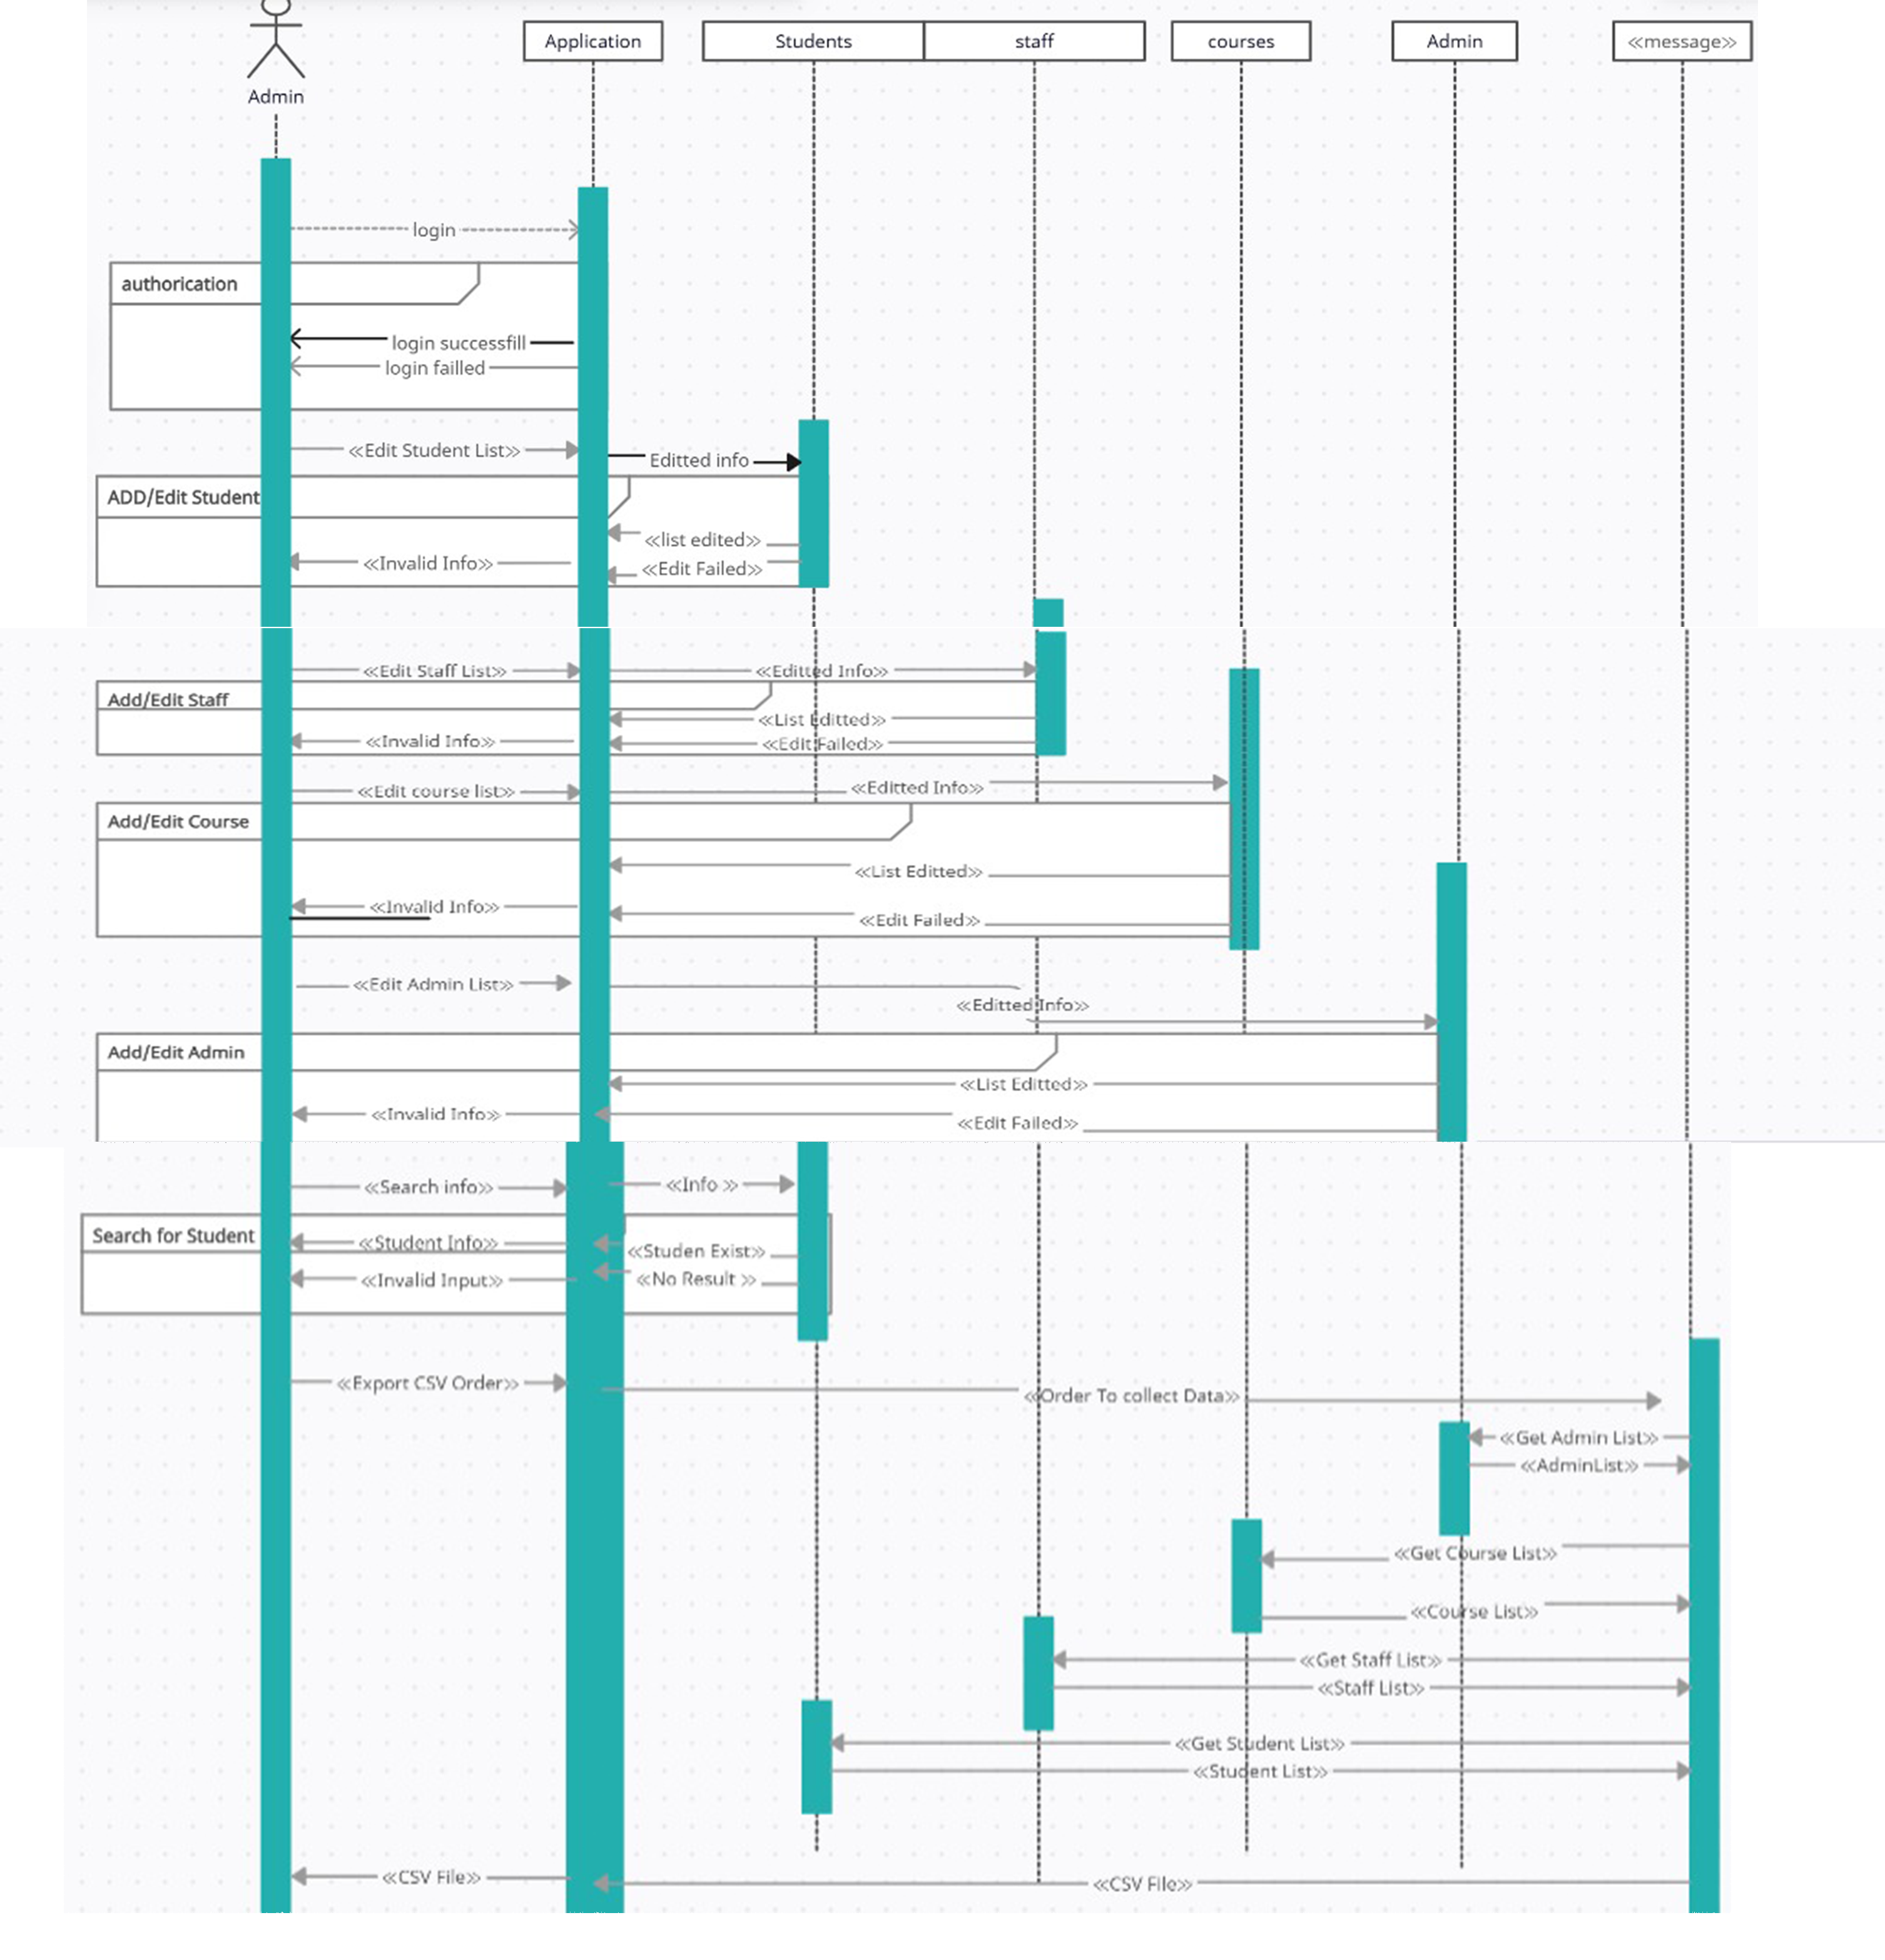 Application
Students
staff
courses
Admin
≪message≫
Admin
login
authorication
login successfill
login failled
≪Edit Student List≫
Editted info
ADD/Edit Student
≪list edited≫
≪Invalid Info≫
≪Edit Failed≫
≪Edit Staff List≫
≪Editted Info≫
Add/Edit Staff
≪List Editted≫
≪Invalid Info≫
≪Edit Failed≫
≪Edit course list≫
≪Editted Info≫
Add/Edit Course
≪List Editted≫
≪Invalid Info≫
≪Edit Failed≫
≪Edit Admin List≫
≪Editted Info≫
Add/Edit Admin
≪List Editted≫
≪Invalid Info≫
≪Edit Failed≫
≪Search info≫
≪Info ≫
Search for Student
≪Student Info≫
≪Studen Exist≫
≪Invalid Input≫
≪No Result ≫
≪Export CSV Order≫
≪Order To collect Data≫
≪Get Admin List≫
≪AdminList≫
≪Get Course List≫
≪Course List≫
≪Get Staff List≫
≪Staff List≫
≪Get Student List≫
≪Student List≫
≪CSV File≫
≪CSV File≫